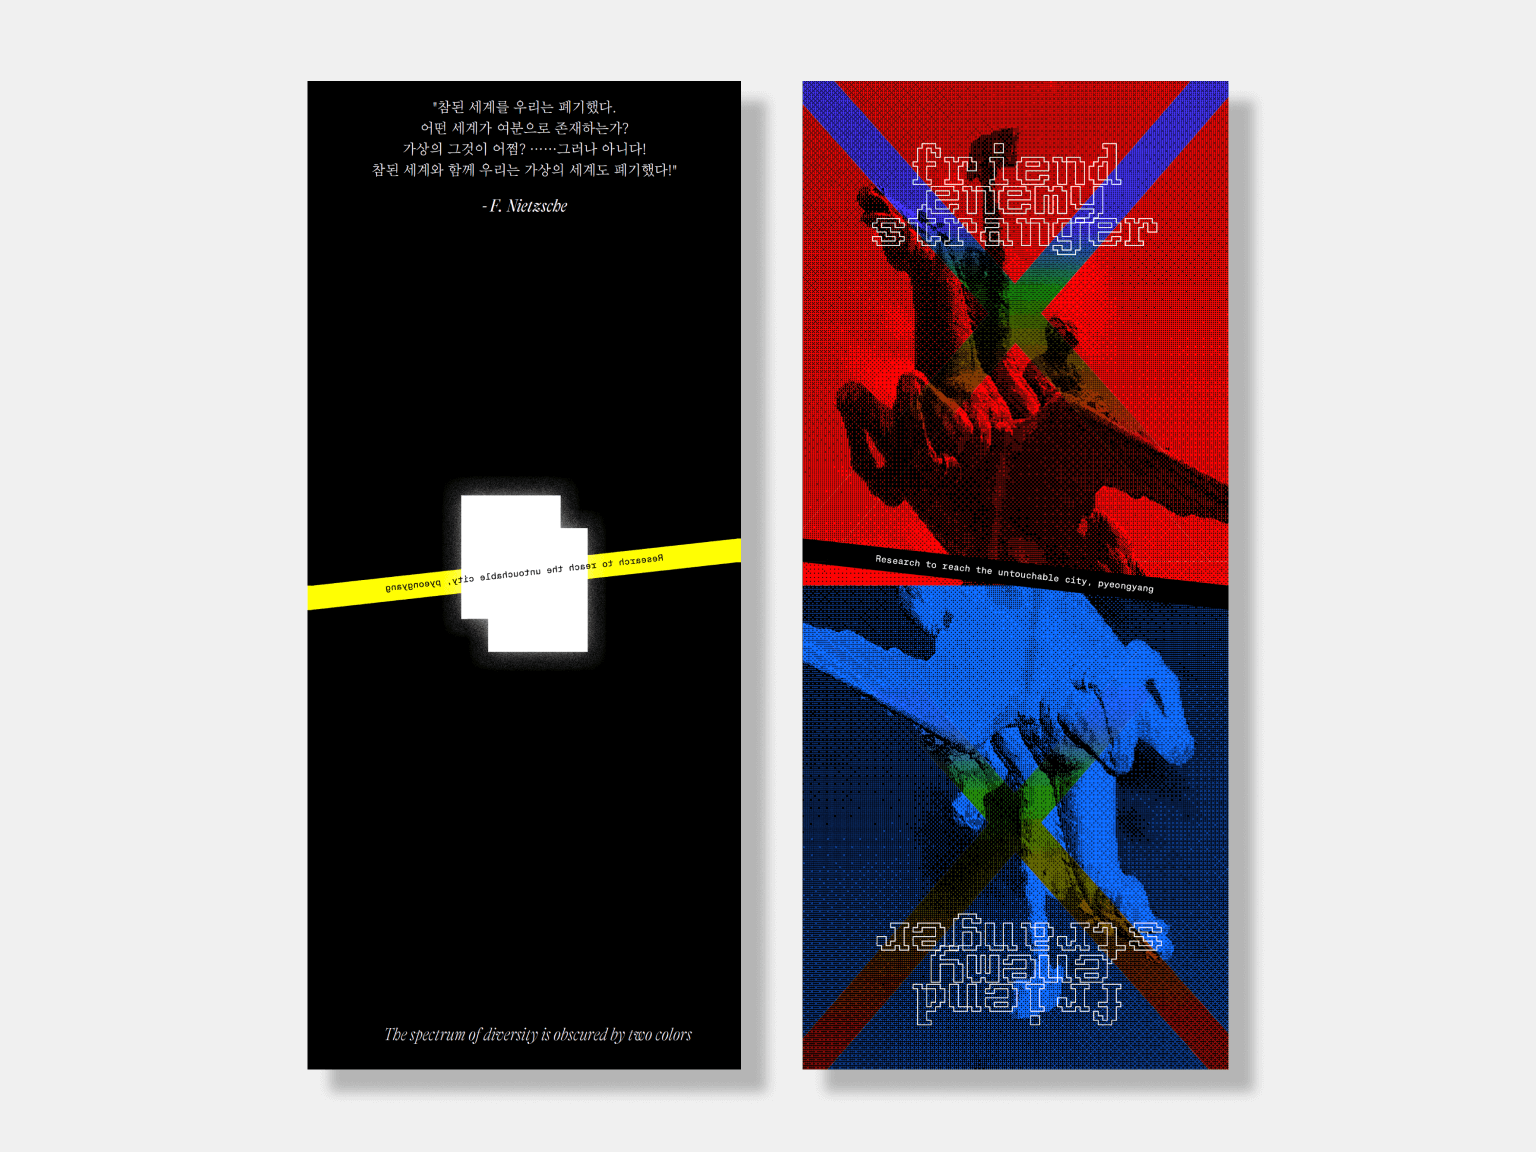 "참된 세계를 우리는 폐기했다.
어떤 세계가 여분으로 존재하는가?
가상의 그것이 어쩜? ……그러나 아니다!
참된 세계와 함께 우리는 가상의 세계도 폐기했다!"
- F. Nietzsche
Research to reach the untouchable city, pyeongyang
The spectrum of diversity is obscured by two colors
friend
enemy
stranger
Research to reach the untouchable city, pyeongyang
stranger
enemy
friend